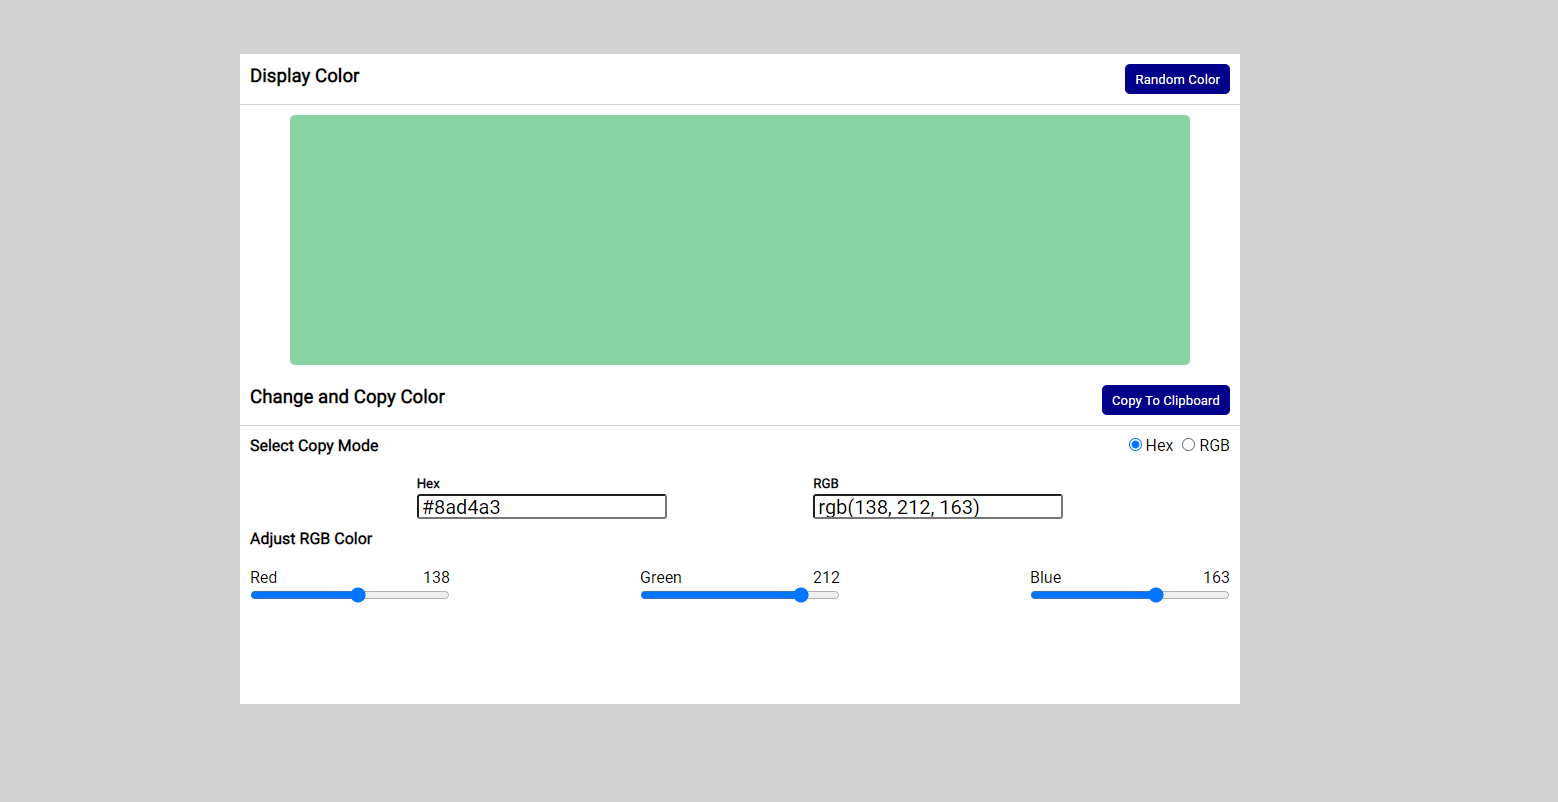 Display Color
Random Color
Change and Copy Color
Copy To Clipboard
Select Copy Mode
Hex RGB
Hex
RGB
#8ad4a3
rgb(138, 212, 163)
Adjust RGB Color
Red 138
Green 212
Blue 163